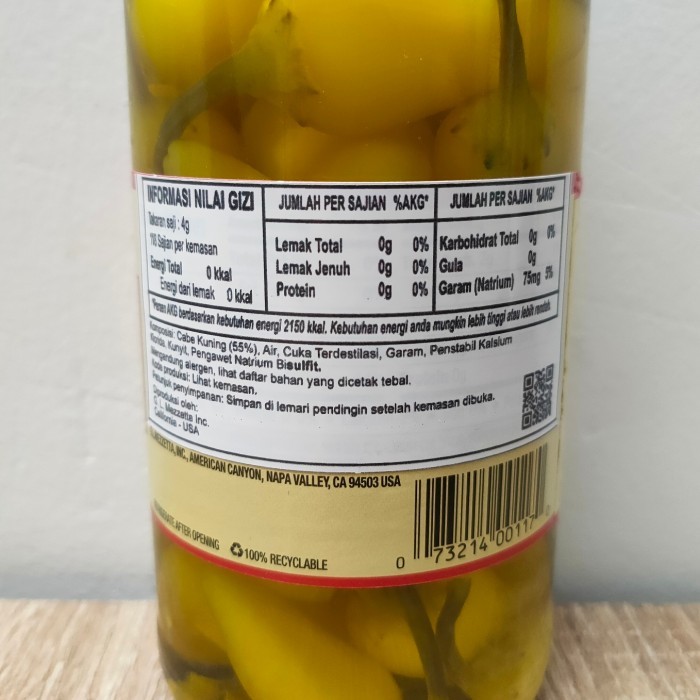 INFORMASI NILAI GIZI
Takaran saji : 4g
Sajian per kemasan
Energi Total 0 kkal
Energi dari lemak 0 kkal
JUMLAH PER SAJIAN %AKG*
Lemak Total 0g 0%
Lemak Jenuh 0g 0%
Protein 0g 0%
JUMLAH PER SAJIAN %AKG*
Karbohidrat Total 0g 0%
Gula 0g
Garam (Natrium) 75mg 5%
*Persen AKG berdasarkan kebutuhan energi 2150 kkal. Kebutuhan energi anda mungkin lebih tinggi atau lebih rendah.
Komposisi: Cabe Kuning (55%), Air, Cuka Terdestilasi, Garam, Penstabil Kalsium
Klorida, Kunyit, Pengawet Natrium Bisulfit.
Mengandung alergen, lihat daftar bahan yang dicetak tebal.
Kode produksi: Lihat kemasan.
Petunjuk penyimpanan: Simpan di lemari pendingin setelah kemasan dibuka.
Diproduksi oleh:
G. L. Mezzetta Inc.
California - USA
MEZZETTA, INC., AMERICAN CANYON, NAPA VALLEY, CA 94503 USA
AFTER OPENING
100% RECYCLABLE
0 73214 00117 0